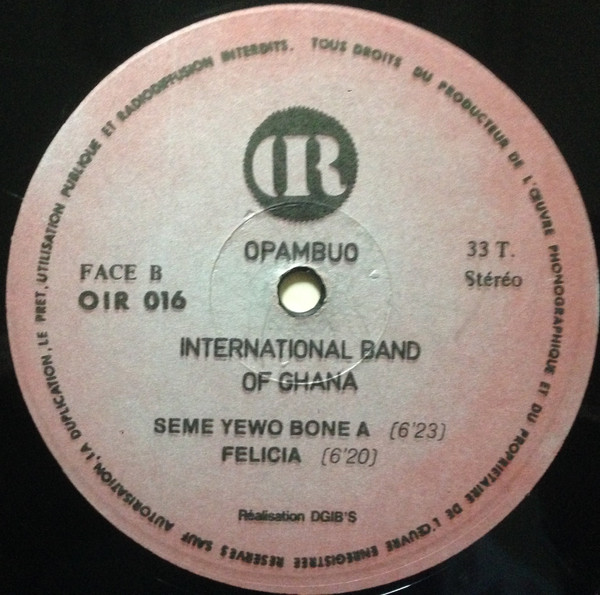 TOUS DROITS DU PRODUCTEUR DE L'ŒUVRE PHONOGRAPHIQUE ET DU PROPRIETAIRE DE L'ŒUVRE ENREGISTREE RESERVES SAUF AUTORISATION, LA DUPLICATION, LE PRET, UTILISATION PUBLIQUE ET RADIODIFFUSION INTERDITS.
OIR
OPAMBUO
FACE B
OIR 016
33 T.
Stéréo
INTERNATIONAL BAND
OF GHANA
SEME YEWO BONE A (6'23)
FELICIA (6'20)
Réalisation DGIB'S